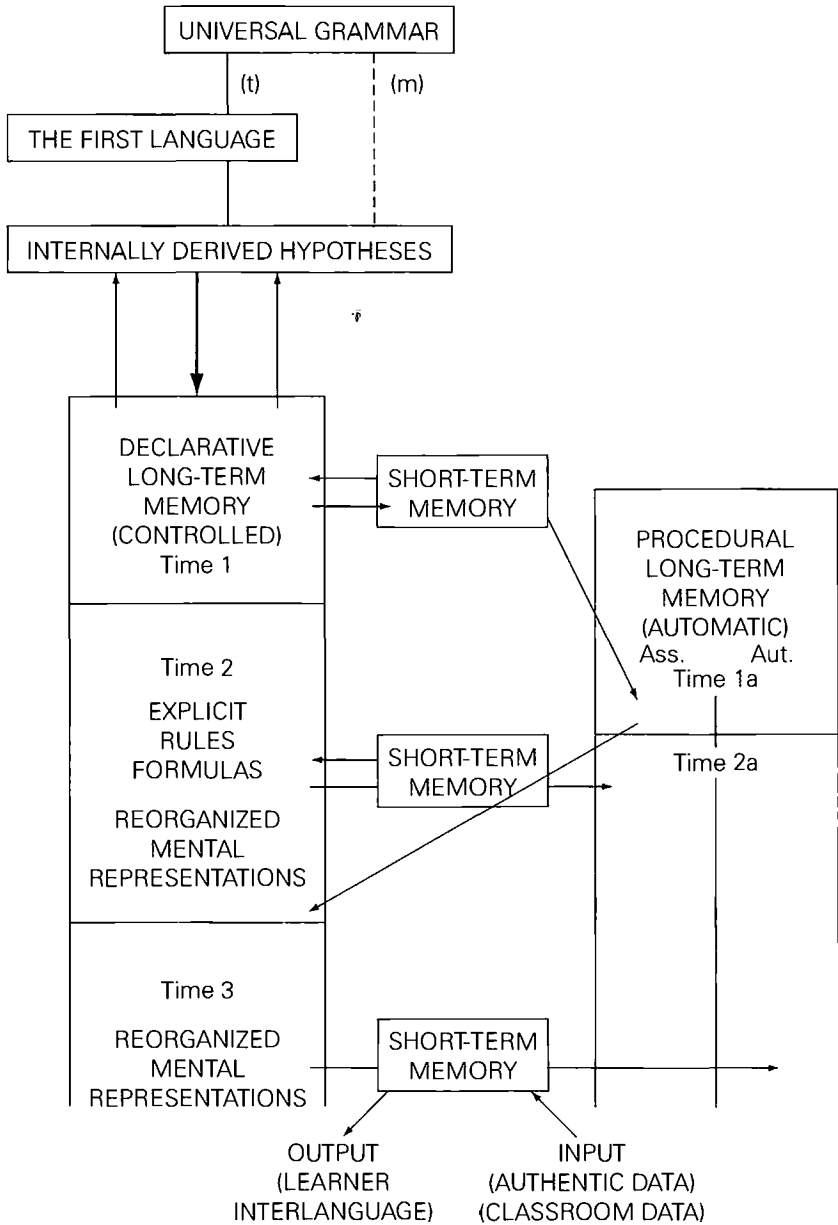 UNIVERSAL GRAMMAR
(t) (m)
THE FIRST LANGUAGE
INTERNALLY DERIVED HYPOTHESES
DECLARATIVE
LONG-TERM
MEMORY
(CONTROLLED)
Time 1
SHORT-TERM
MEMORY
PROCEDURAL
LONG-TERM
MEMORY
(AUTOMATIC)
Ass. Aut.
Time 1a
Time 2
EXPLICIT
RULES
FORMULAS
REORGANIZED
MENTAL
REPRESENTATIONS
SHORT-TERM
MEMORY
Time 2a
Time 3
REORGANIZED
MENTAL
REPRESENTATIONS
SHORT-TERM
MEMORY
OUTPUT
(LEARNER
INTERLANGUAGE)
INPUT
(AUTHENTIC DATA)
(CLASSROOM DATA)